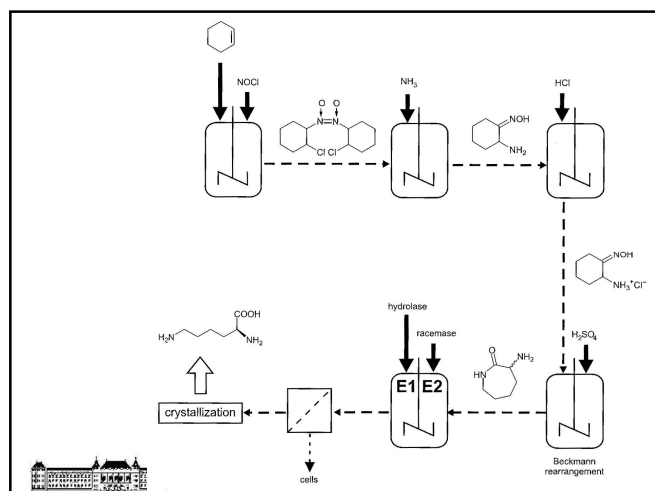 NOCl
NH₃
HCl
O
O
N=N
Cl Cl
NOH
NH₂
NOH
NH₃⁺Cl⁻
H₂SO₄
Beckmann
rearrangement
O
NH₂
HN
hydrolase
racemase
E1 E2
cells
crystallization
COOH
H₂N
NH₂